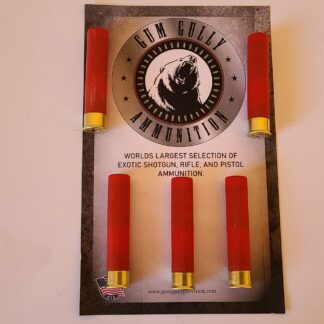 GUM GULLY
AMMUNITION
WORLDS LARGEST SELECTION OF
EXOTIC SHOTGUN, RIFLE, AND PISTOL
AMMUNITION.